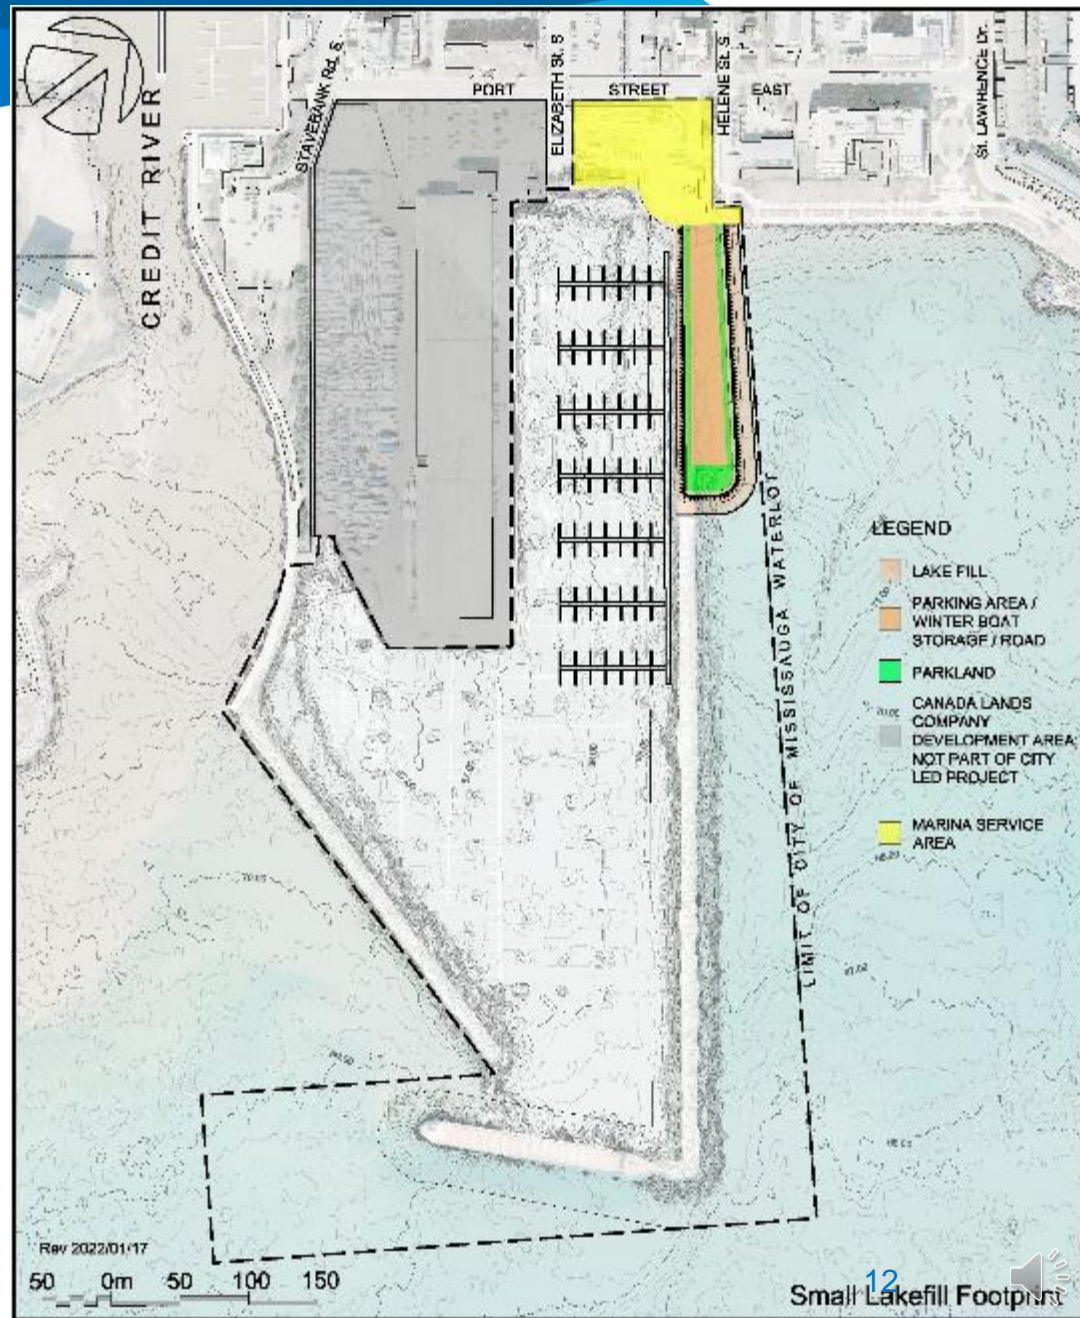 PORT STREET EAST
STAVEBANK Rd. S
ELIZABETH St. S
HELENE St. S
St. LAWRENCE Dr.
CREDIT RIVER
LIMIT OF CITY OF MISSISSAUGA WATERLOT
LEGEND
LAKE FILL
PARKING AREA /
WINTER BOAT
STORAGE / ROAD
PARKLAND
CANADA LANDS
COMPANY
DEVELOPMENT AREA
NOT PART OF CITY
LED PROJECT
MARINA SERVICE
AREA
Rev 2022/01/17
50 0m 50 100 150
12
Small Lakefill Footprint